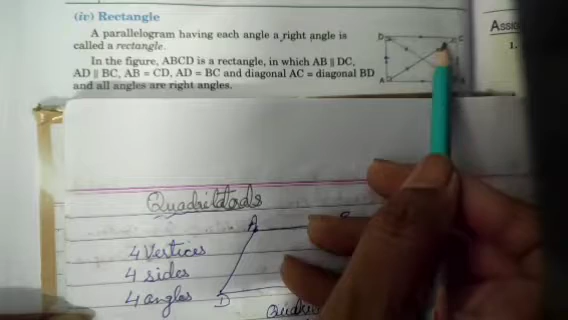 (iv) Rectangle
A parallelogram having each angle a right angle is
called a rectangle.
In the figure, ABCD is a rectangle, in which AB || DC,
AD || BC, AB = CD, AD = BC and diagonal AC = diagonal BD
and all angles are right angles.
D C
A
1.
Quadrilaterals
A
4 Vertices
4 sides
4 angles
D